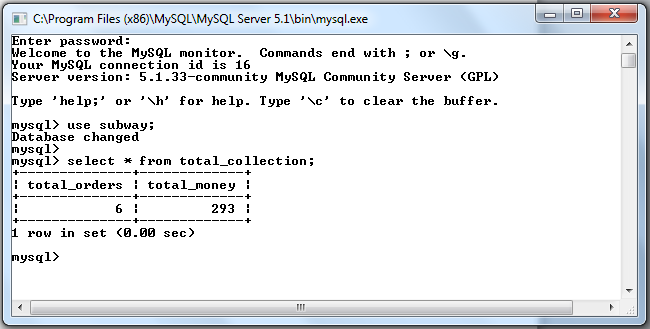 C:\Program Files (x86)\MySQL\MySQL Server 5.1\bin\mysql.exe
Enter password:
Welcome to the MySQL monitor.  Commands end with ; or \g.
Your MySQL connection id is 16
Server version: 5.1.33-community MySQL Community Server (GPL)
Type 'help;' or '\h' for help. Type '\c' to clear the buffer.
mysql> use subway;
Database changed
mysql>
mysql> select * from total_collection;
+--------------+-------------+
¦ total_orders ¦ total_money ¦
+--------------+-------------+
¦            6 ¦         293 ¦
+--------------+-------------+
1 row in set (0.00 sec)
mysql>